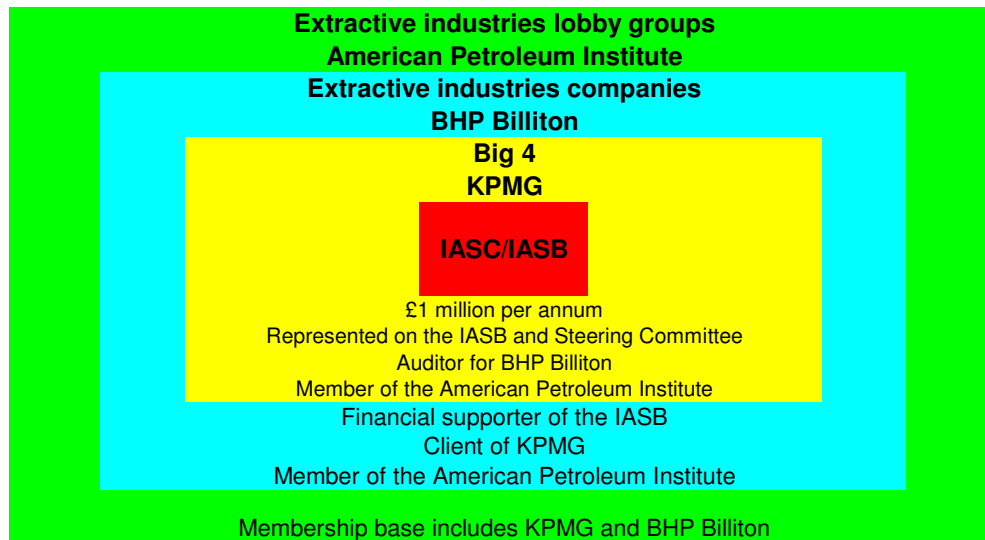 Extractive industries lobby groups
American Petroleum Institute
Extractive industries companies
BHP Billiton
Big 4
KPMG
IASC/IASB
£1 million per annum
Represented on the IASB and Steering Committee
Auditor for BHP Billiton
Member of the American Petroleum Institute
Financial supporter of the IASB
Client of KPMG
Member of the American Petroleum Institute
Membership base includes KPMG and BHP Billiton